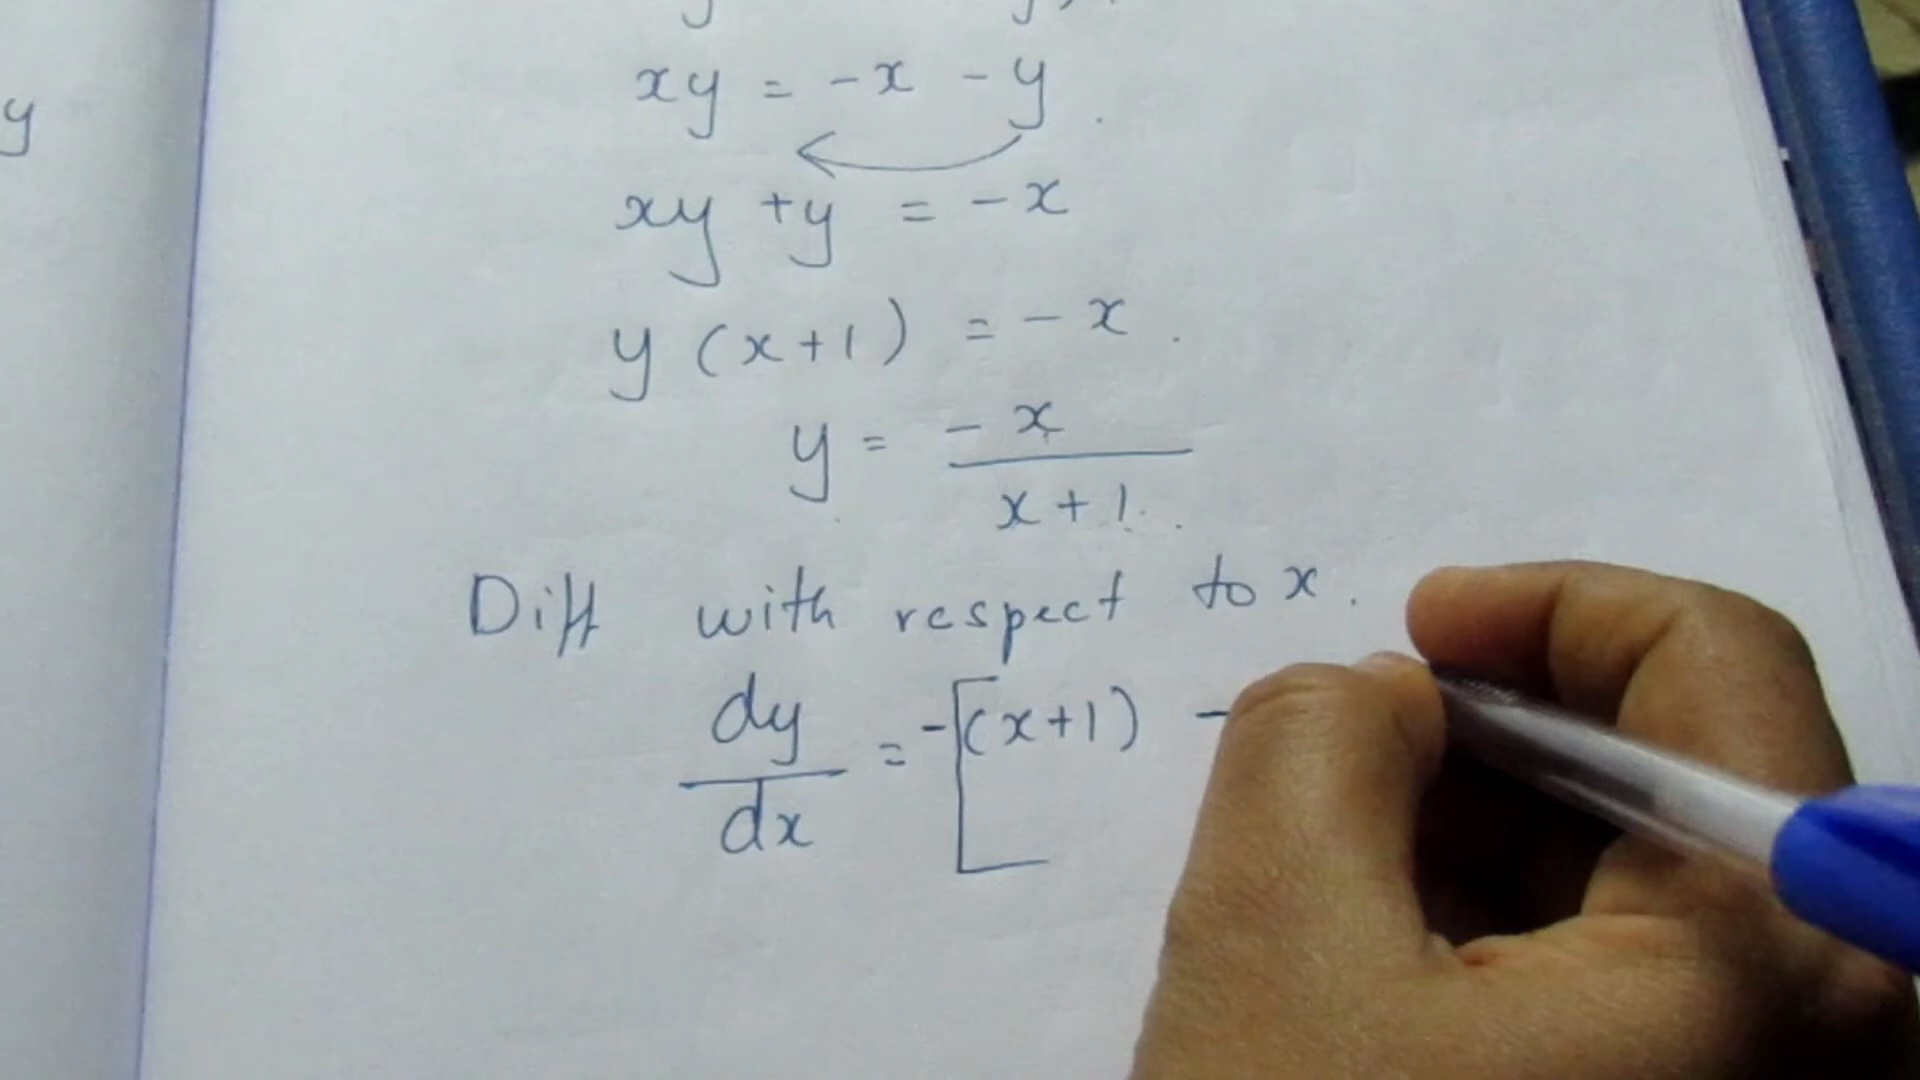 y
xy = -x - y.
xy + y = -x
y (x+1) = -x.
y = -x / x+1.
Diff with respect to x.
dy/dx = -[(x+1) -